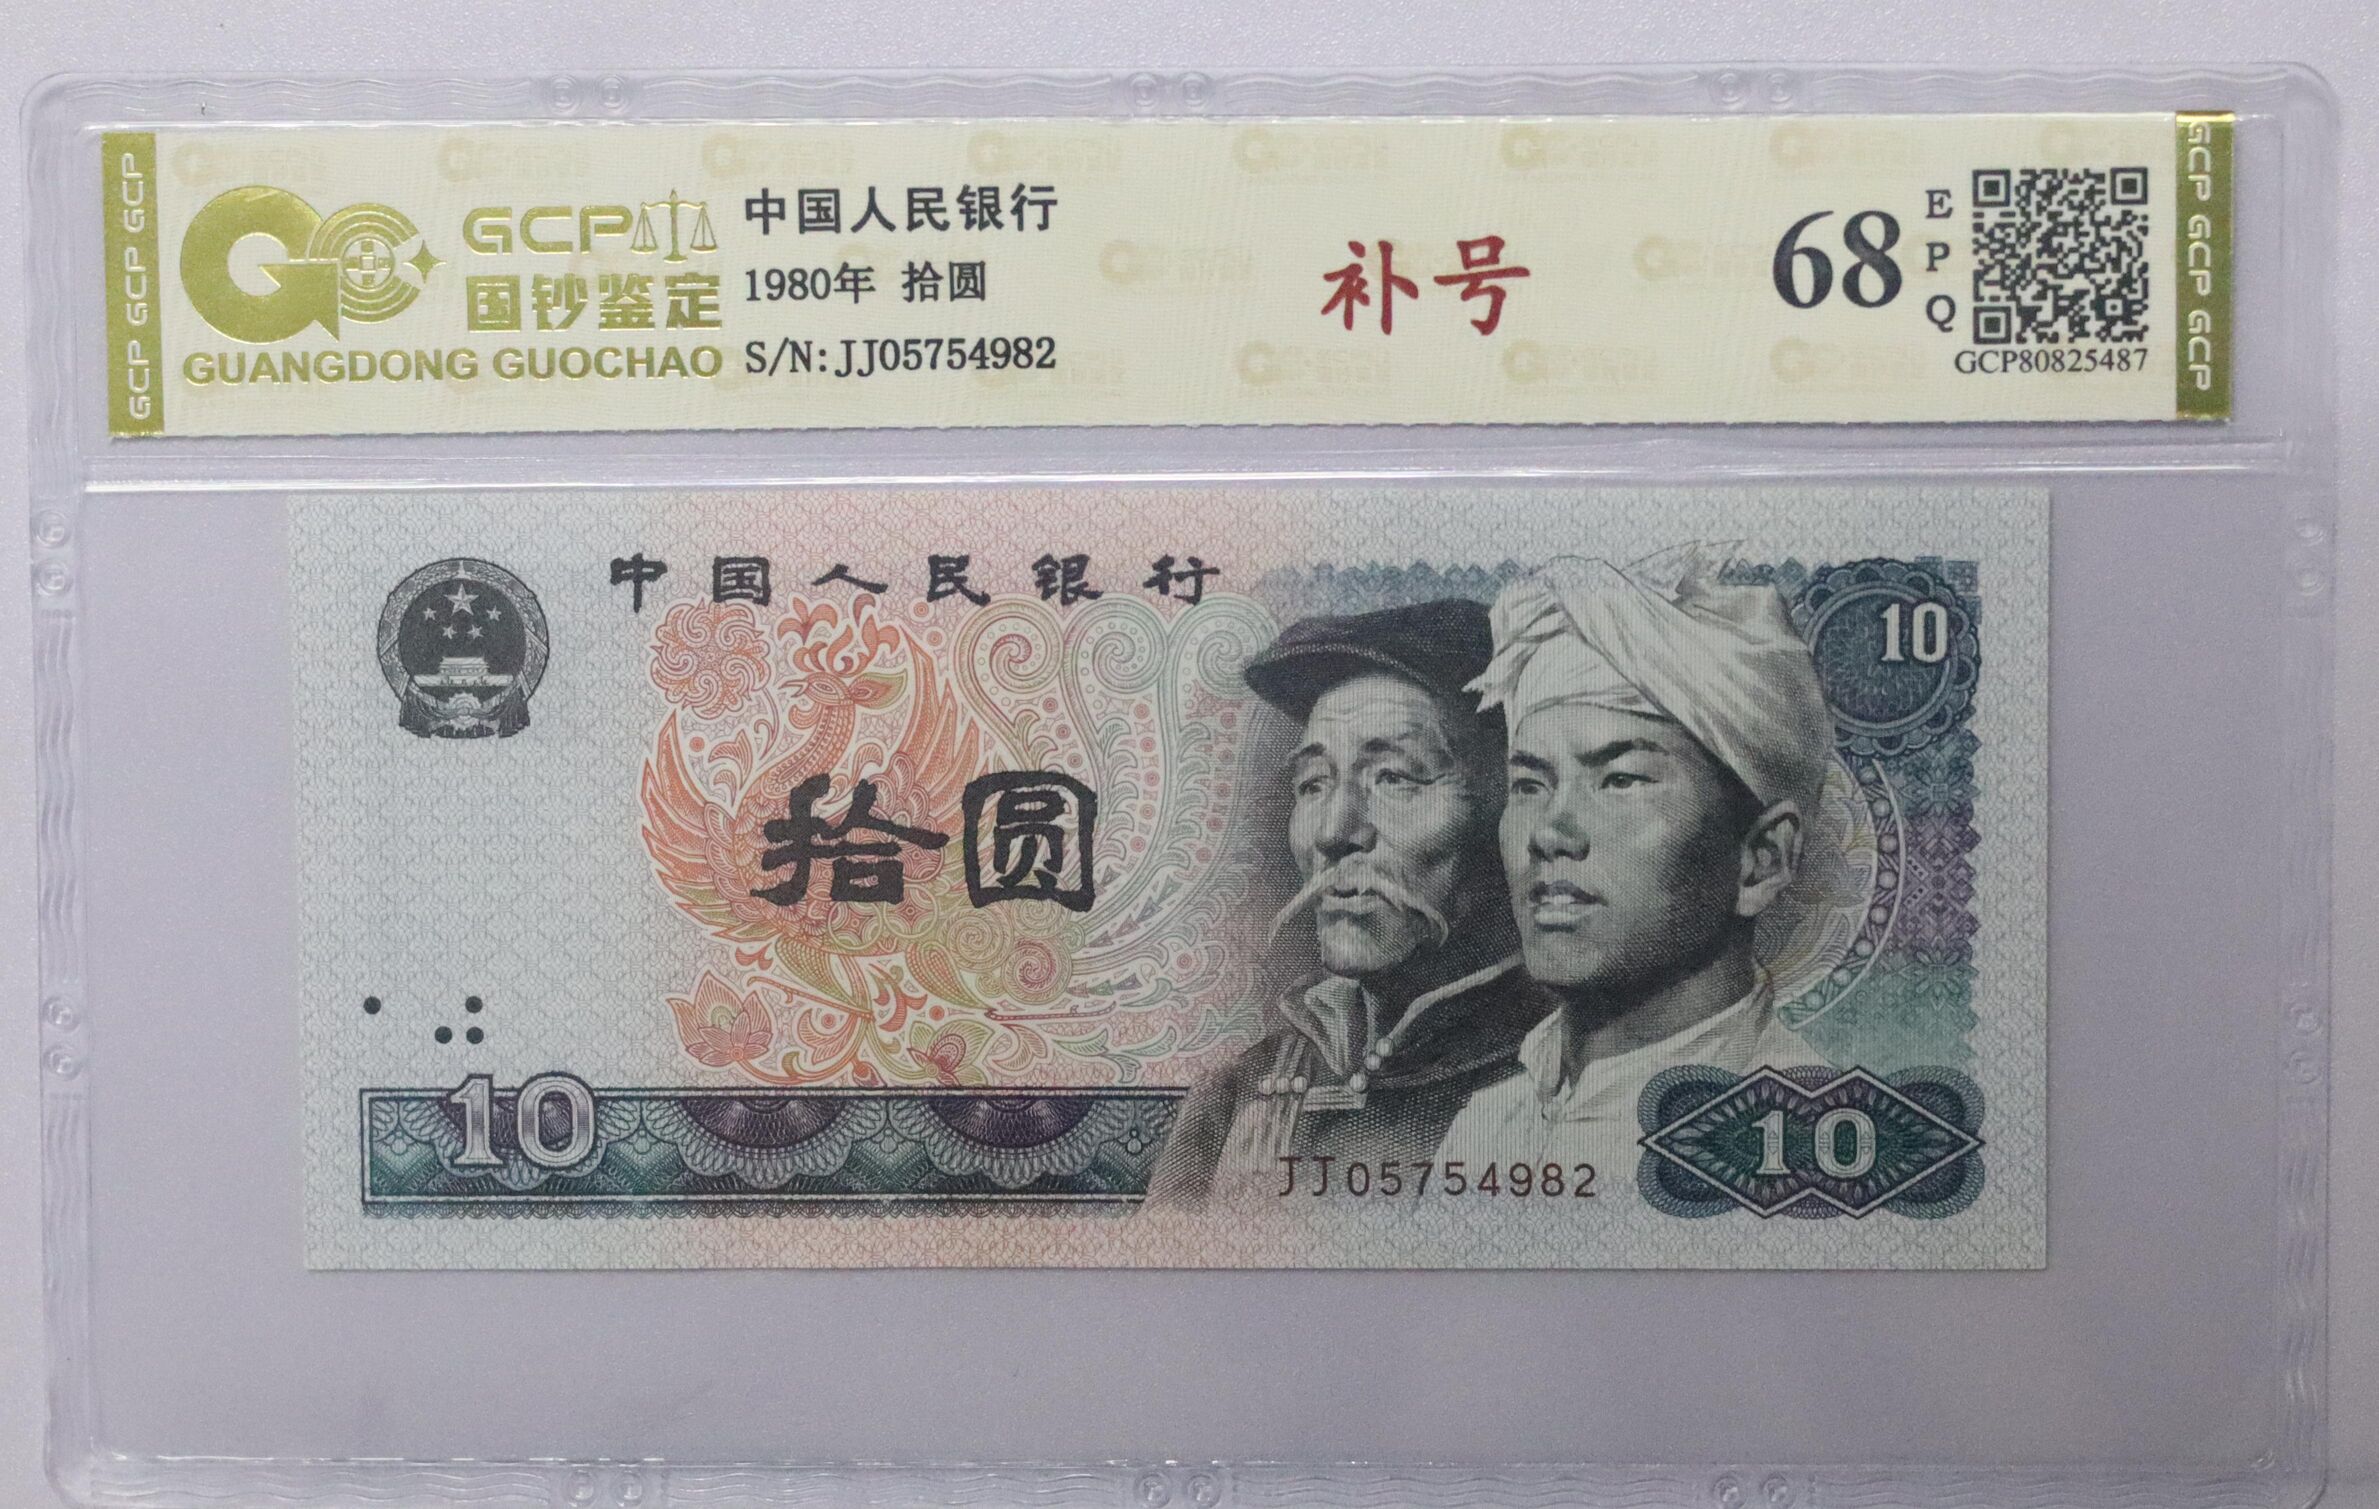 GCP GCP GCP
GCP
国钞鉴定
GUANGDONG GUOCHAO
中国人民银行
1980年 拾圆
S/N:JJ05754982
补号
68
EPQ
GCP80825487
GCP GCP GCP GCP
中国人民银行
10
拾圆
10
JJ05754982
10